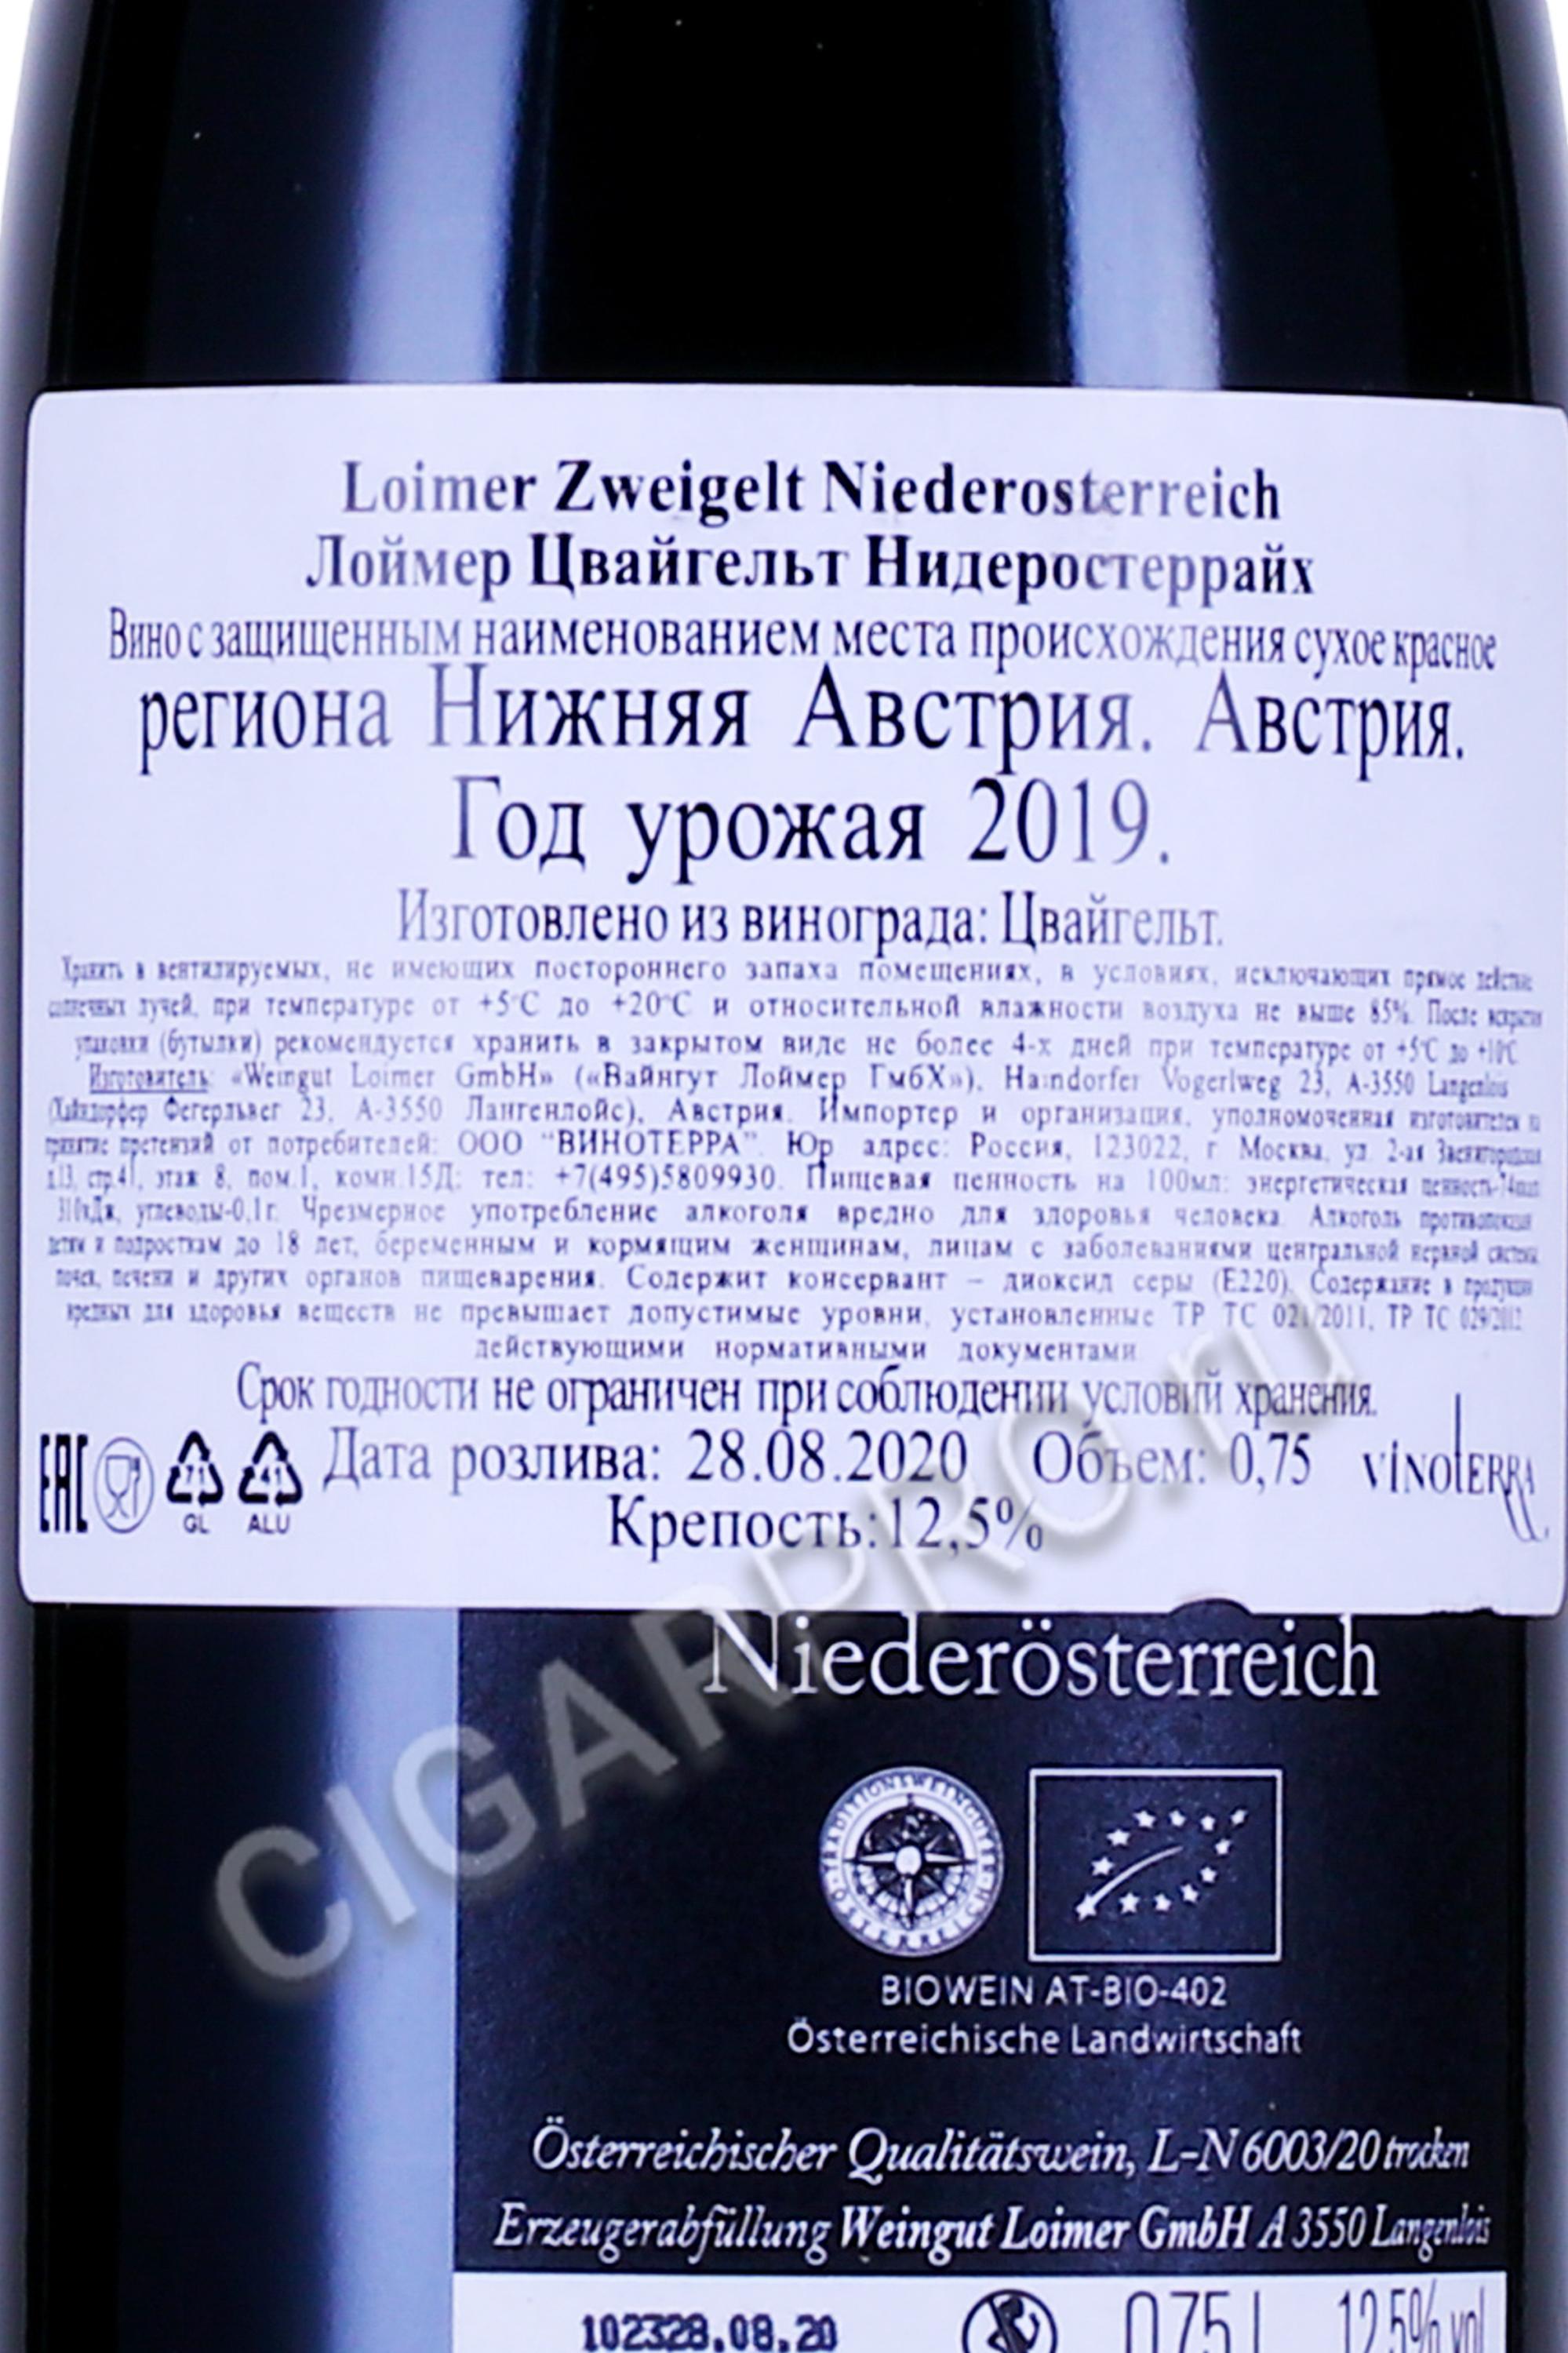 Loimer Zweigelt Niederosterreich
Лоймер Цвайгельт Нидеростеррайх
Вино с защищенным наименованием места происхождения сухое красное
региона Нижняя Австрия. Австрия.
Год урожая 2019.
Изготовлено из винограда: Цвайгельт.
Хранить в вентилируемых, не имеющих постороннего запаха помещениях, в условиях, исключающих прямое действие
солнечных лучей, при температуре от +5°С до +20°С и относительной влажности воздуха не выше 85%. После вскрытия
упаковки (бутылки) рекомендуется хранить в закрытом виде не более 4-х дней при температуре от +5°С до +10°С
Изготовитель: «Weingut Loimer GmbH» («Вайнгут Лоймер ГмбХ»), Haindorfer Vogerlweg 23, A-3550 Langenlois
(Хайндорфер Фегерльвег 23, А-3550 Лангенлойс), Австрия. Импортер и организация, уполномоченная изготовителем на
принятие претензий от потребителей: ООО "ВИНОТЕРРА". Юр адрес: Россия, 123022, г Москва, ул. 2-ая Звенигородская
д.13, стр.41, этаж 8, пом.1, комн.15Д; тел: +7(495)5809930. Пищевая ценность на 100мл: энергетическая ценность-74ккал
310кДж, углеводы-0,1г. Чрезмерное употребление алкоголя вредно для здоровья человека. Алкоголь противопоказан
детям и подросткам до 18 лет, беременным и кормящим женщинам, лицам с заболеваниями центральной нервной системы,
почек, печени и других органов пищеварения. Содержит консервант – диоксид серы (Е220). Содержание в продукции
вредных для здоровья веществ не превышает допустимые уровни, установленные ТР ТС 021/2011, ТР ТС 029/2012
действующими нормативными документами.
Срок годности не ограничен при соблюдении условий хранения.
EAC 71 GL 41 ALU Дата розлива: 28.08.2020 Объем: 0,75 VINOTERRA
Крепость:12,5%
CIGARPRO.ru
Niederösterreich
TRADITIONSWEINGÜTER ÖSTERREICH
BIOWEIN AT-BIO-402
Österreichische Landwirtschaft
Österreichischer Qualitätswein, L-N 6003/20 trocken
Erzeugerabfüllung Weingut Loimer GmbH A 3550 Langenlois
102328.08.20 0,75 l 12,5% vol